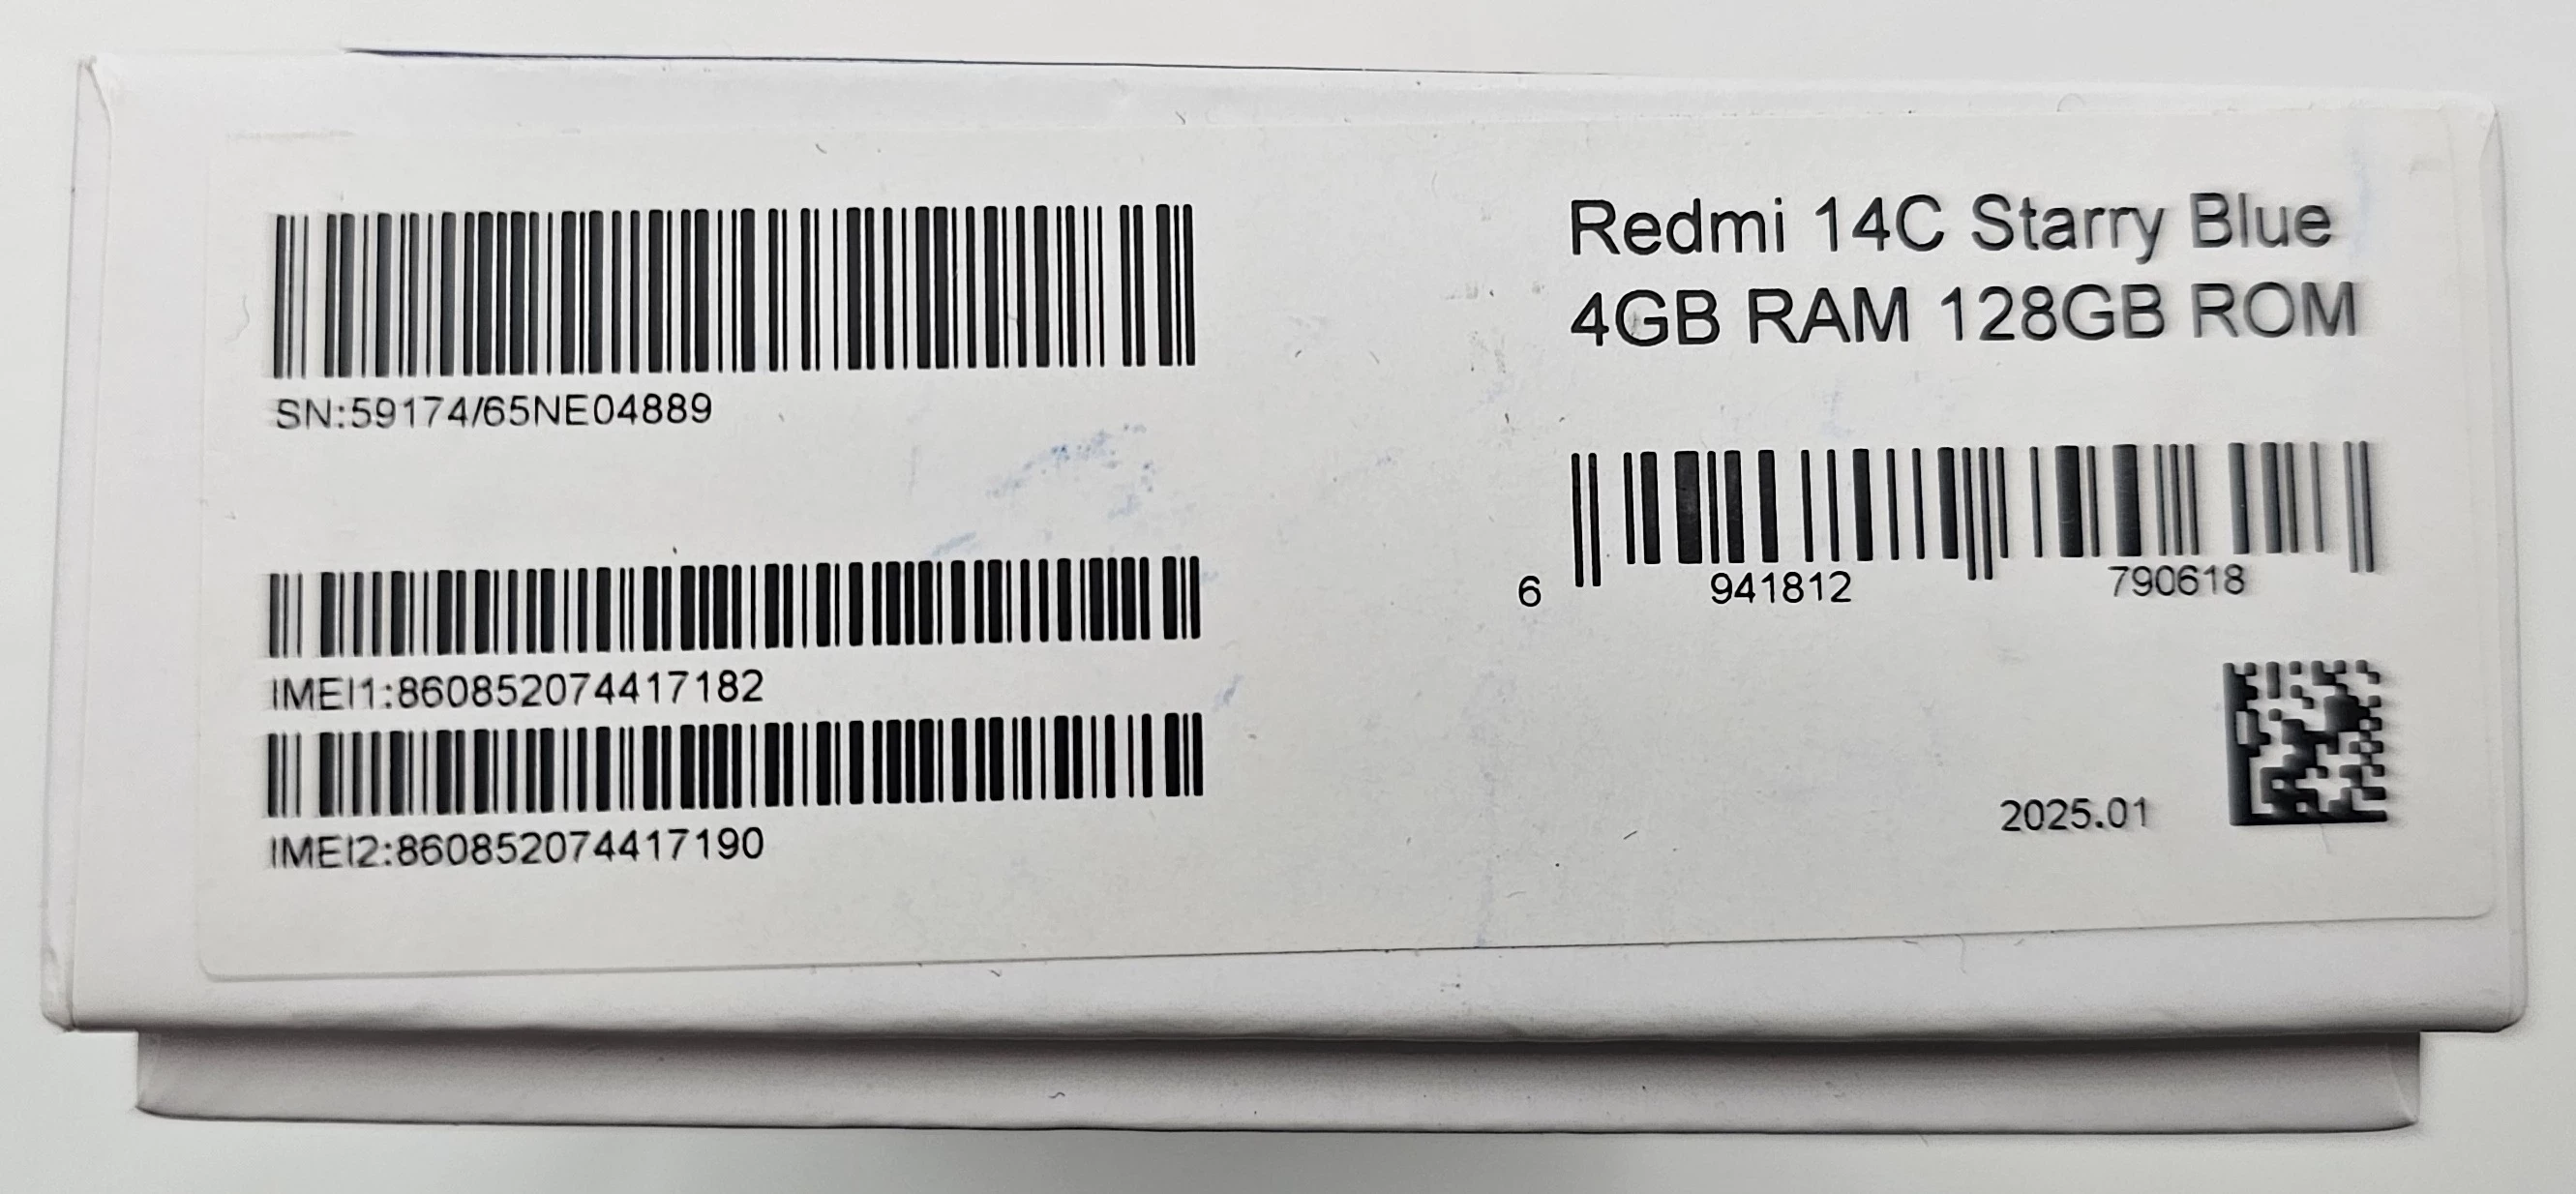 Redmi 14C Starry Blue
4GB RAM 128GB ROM
SN:59174/65NE04889
6 941812 790618
IMEI1:860852074417182
IMEI2:860852074417190
2025.01